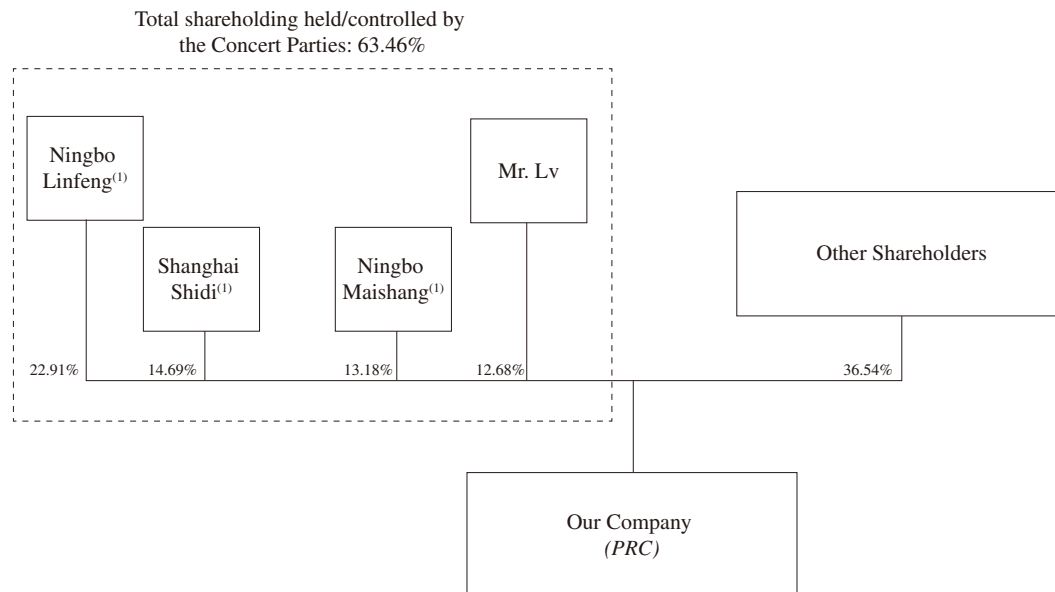 Total shareholding held/controlled by
the Concert Parties: 63.46%
Ningbo
Linfeng(1)
Mr. Lv
Shanghai
Shidi(1)
Ningbo
Maishang(1)
Other Shareholders
22.91%
14.69%
13.18%
12.68%
36.54%
Our Company
(PRC)